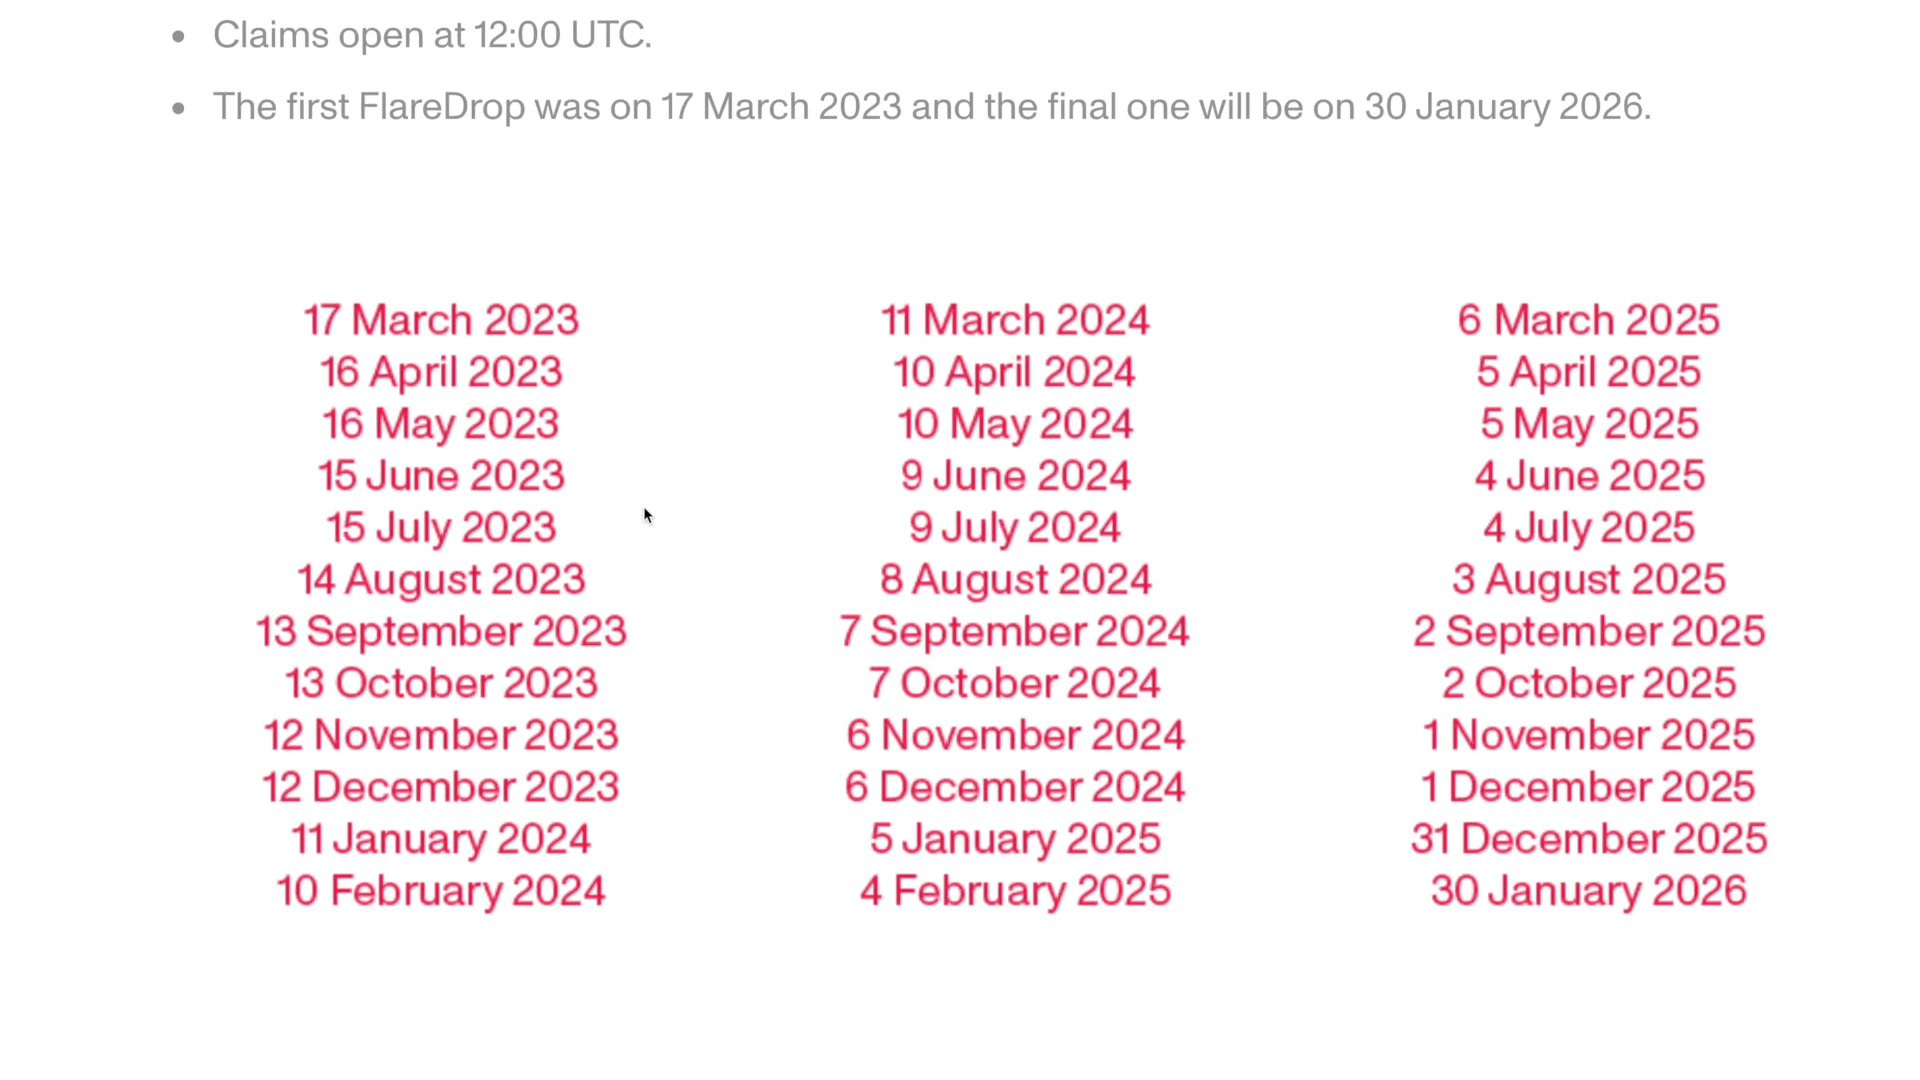 • Claims open at 12:00 UTC.
• The first FlareDrop was on 17 March 2023 and the final one will be on 30 January 2026.
17 March 2023
16 April 2023
16 May 2023
15 June 2023
15 July 2023
14 August 2023
13 September 2023
13 October 2023
12 November 2023
12 December 2023
11 January 2024
10 February 2024
11 March 2024
10 April 2024
10 May 2024
9 June 2024
9 July 2024
8 August 2024
7 September 2024
7 October 2024
6 November 2024
6 December 2024
5 January 2025
4 February 2025
6 March 2025
5 April 2025
5 May 2025
4 June 2025
4 July 2025
3 August 2025
2 September 2025
2 October 2025
1 November 2025
1 December 2025
31 December 2025
30 January 2026